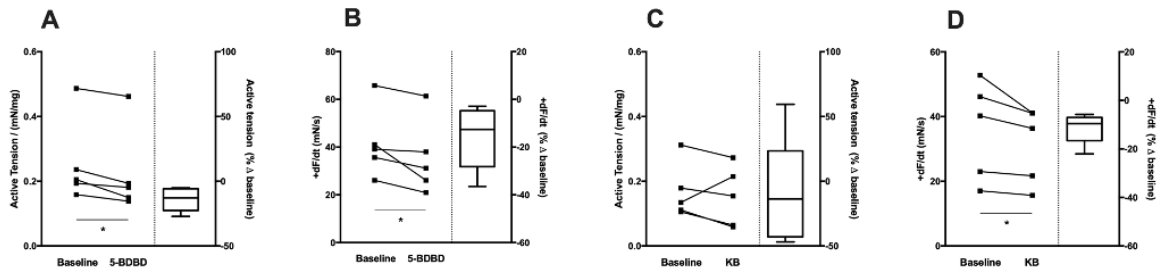 A
Active Tension / (mN/mg)
0.6
0.4
0.2
0.0
Baseline 5-BDBD
*
100
50
0
-50
Active tension
(% Δ baseline)
B
+dF/dt (mN/s)
80
60
40
20
0
Baseline 5-BDBD
*
20
0
-20
-40
-60
+dF/dt (% Δ baseline)
C
Active Tension / (mN/mg)
0.6
0.4
0.2
0.0
Baseline KB
100
50
0
-50
Active tension
(% Δ baseline)
D
+dF/dt (mN/s)
60
40
20
0
Baseline KB
*
20
0
-20
-40
-60
+dF/dt (% Δ baseline)